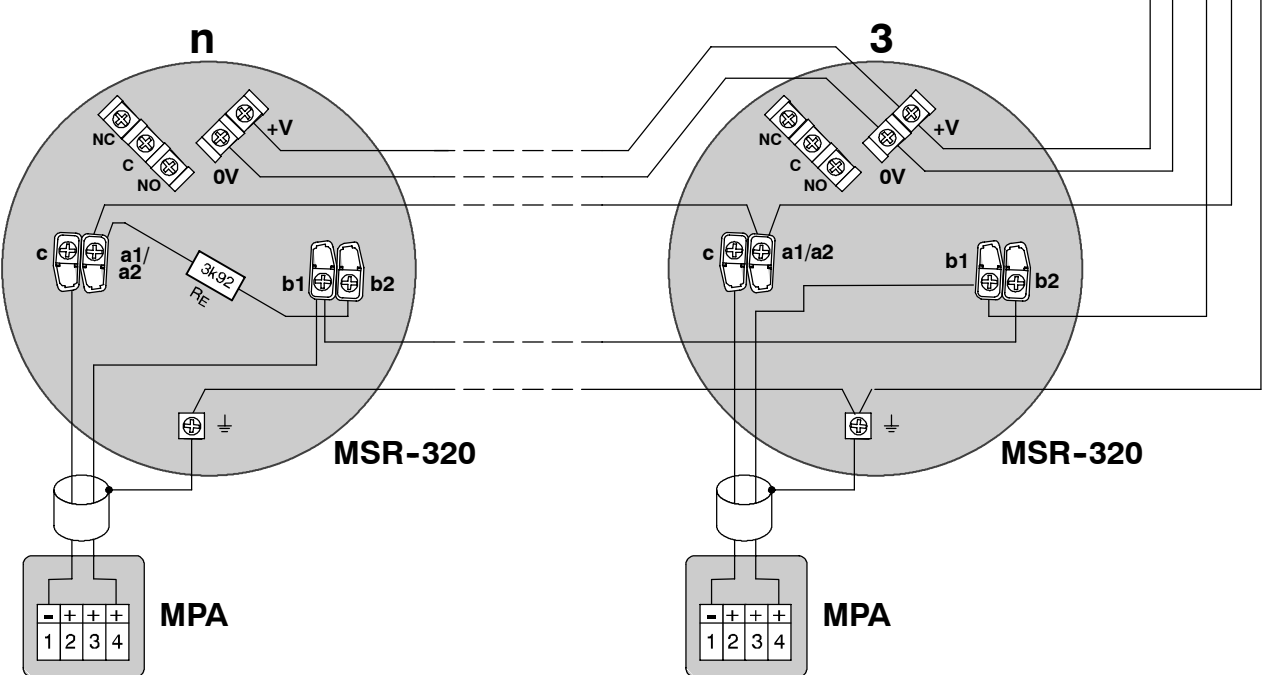 n
NC
C
NO
+V
0V
c
a1/
a2
3k92
RE
b1
b2
MSR-320
MPA
- + + +
1 2 3 4
3
NC
C
NO
+V
0V
c
a1/a2
b1
b2
MSR-320
MPA
- + + +
1 2 3 4